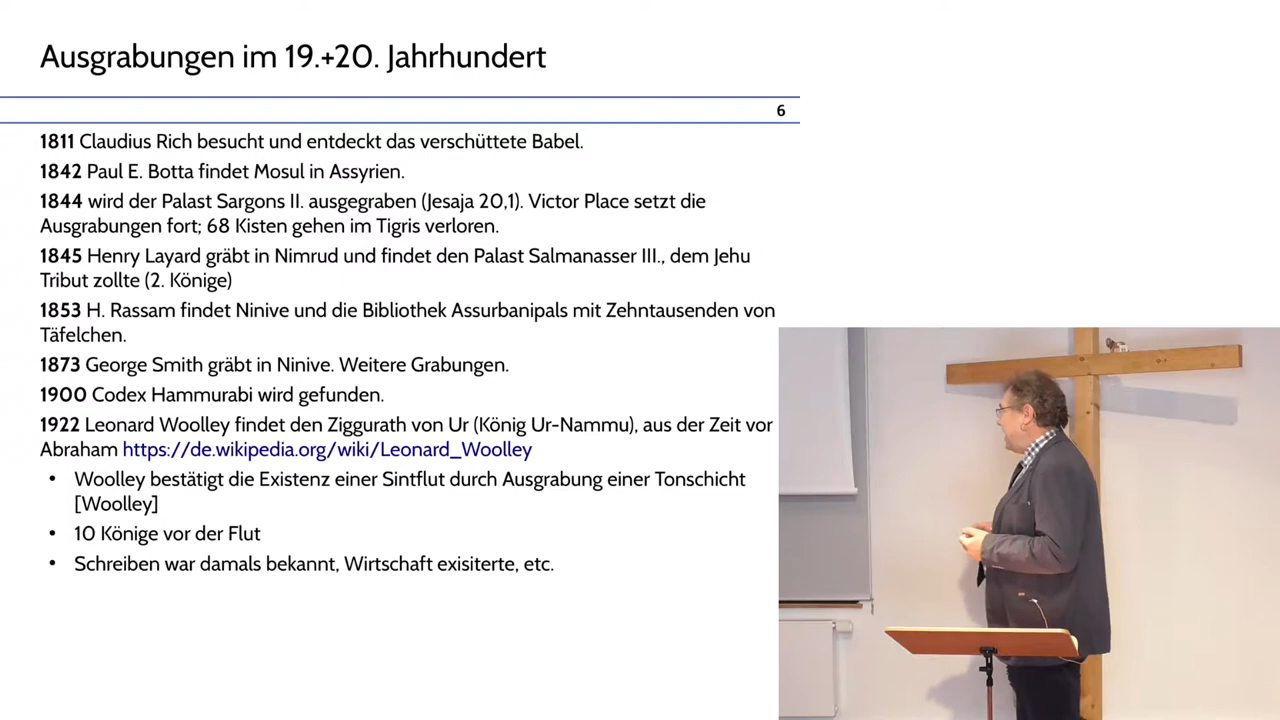 Ausgrabungen im 19.+20. Jahrhundert
6
1811 Claudius Rich besucht und entdeckt das verschüttete Babel.
1842 Paul E. Botta findet Mosul in Assyrien.
1844 wird der Palast Sargons II. ausgegraben (Jesaja 20,1). Victor Place setzt die
Ausgrabungen fort; 68 Kisten gehen im Tigris verloren.
1845 Henry Layard gräbt in Nimrud und findet den Palast Salmanasser III., dem Jehu
Tribut zollte (2. Könige)
1853 H. Rassam findet Ninive und die Bibliothek Assurbanipals mit Zehntausenden von
Täfelchen.
1873 George Smith gräbt in Ninive. Weitere Grabungen.
1900 Codex Hammurabi wird gefunden.
1922 Leonard Woolley findet den Ziggurath von Ur (König Ur-Nammu), aus der Zeit vor
Abraham https://de.wikipedia.org/wiki/Leonard_Woolley
• Woolley bestätigt die Existenz einer Sintflut durch Ausgrabung einer Tonschicht
[Woolley]
• 10 Könige vor der Flut
• Schreiben war damals bekannt, Wirtschaft exisiterte, etc.